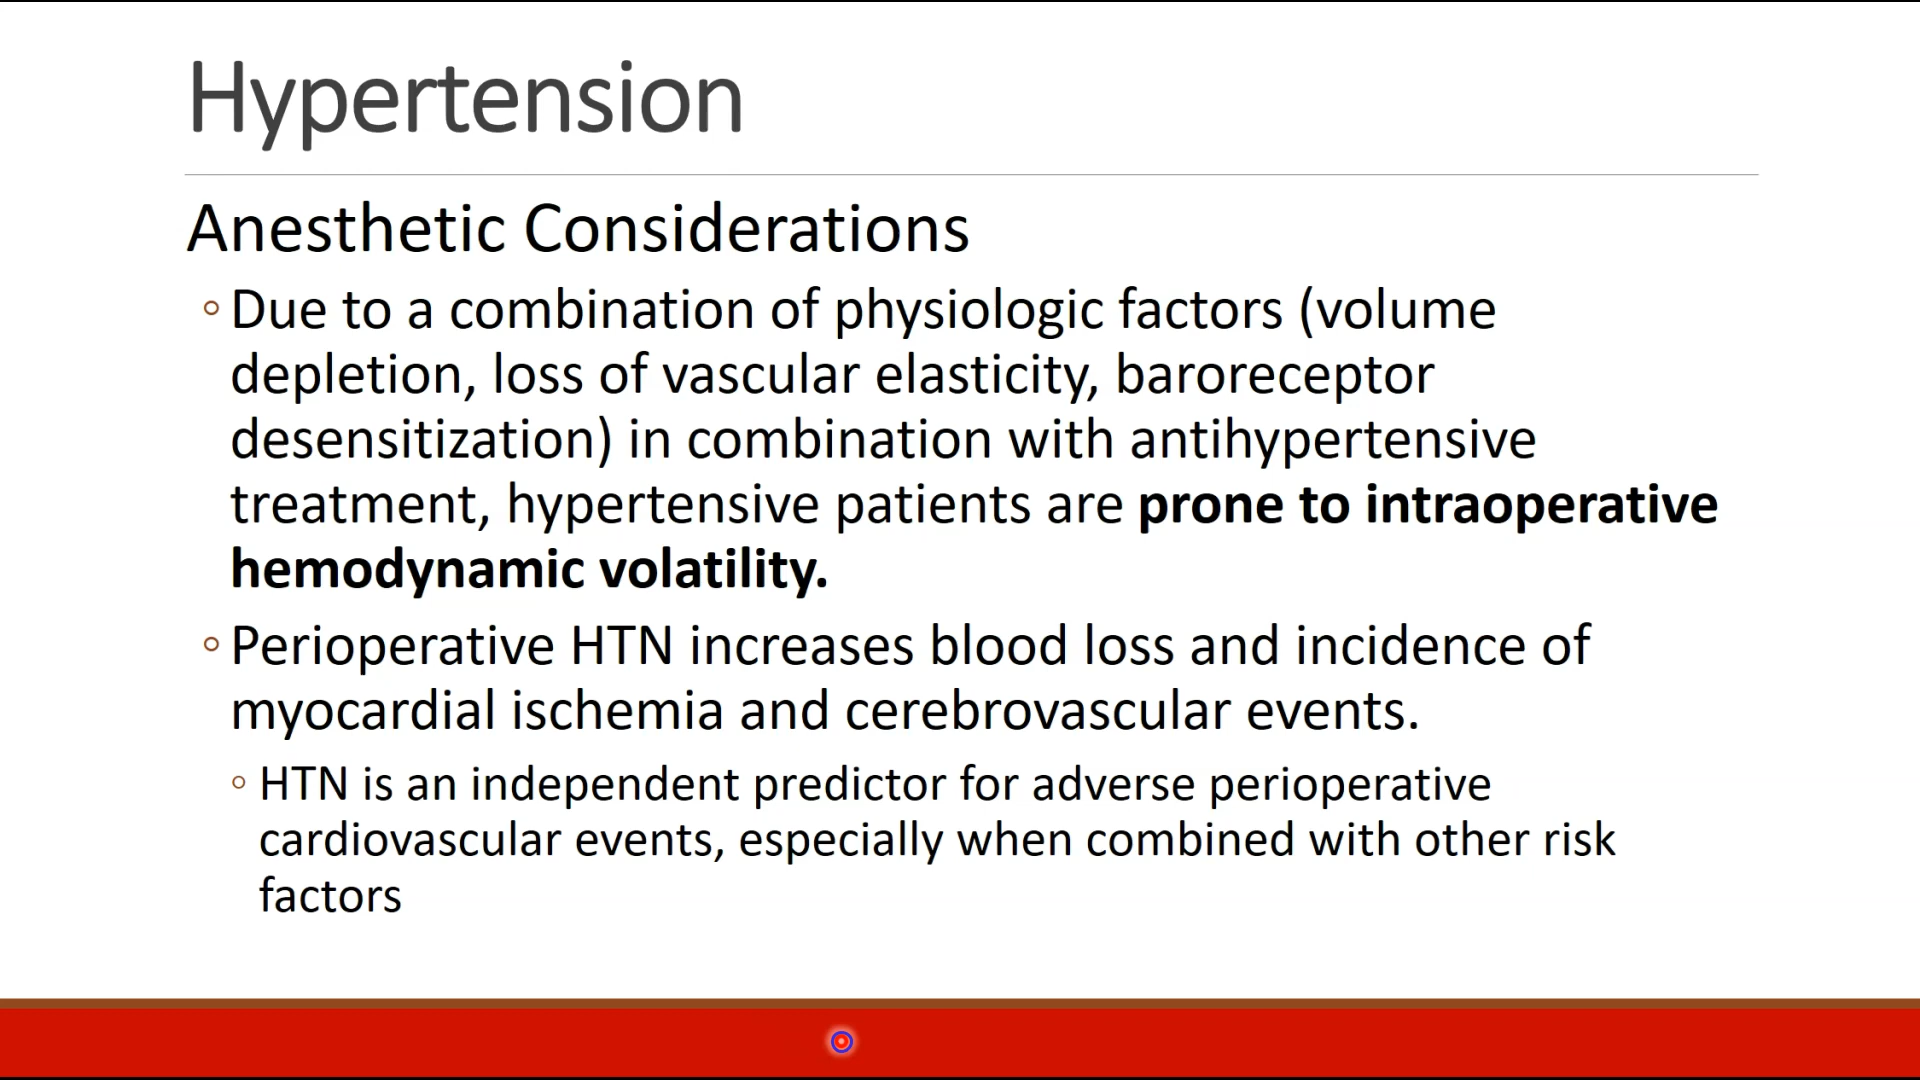 Hypertension
Anesthetic Considerations
◦Due to a combination of physiologic factors (volume
depletion, loss of vascular elasticity, baroreceptor
desensitization) in combination with antihypertensive
treatment, hypertensive patients are prone to intraoperative
hemodynamic volatility.
◦Perioperative HTN increases blood loss and incidence of
myocardial ischemia and cerebrovascular events.
◦HTN is an independent predictor for adverse perioperative
cardiovascular events, especially when combined with other risk
factors